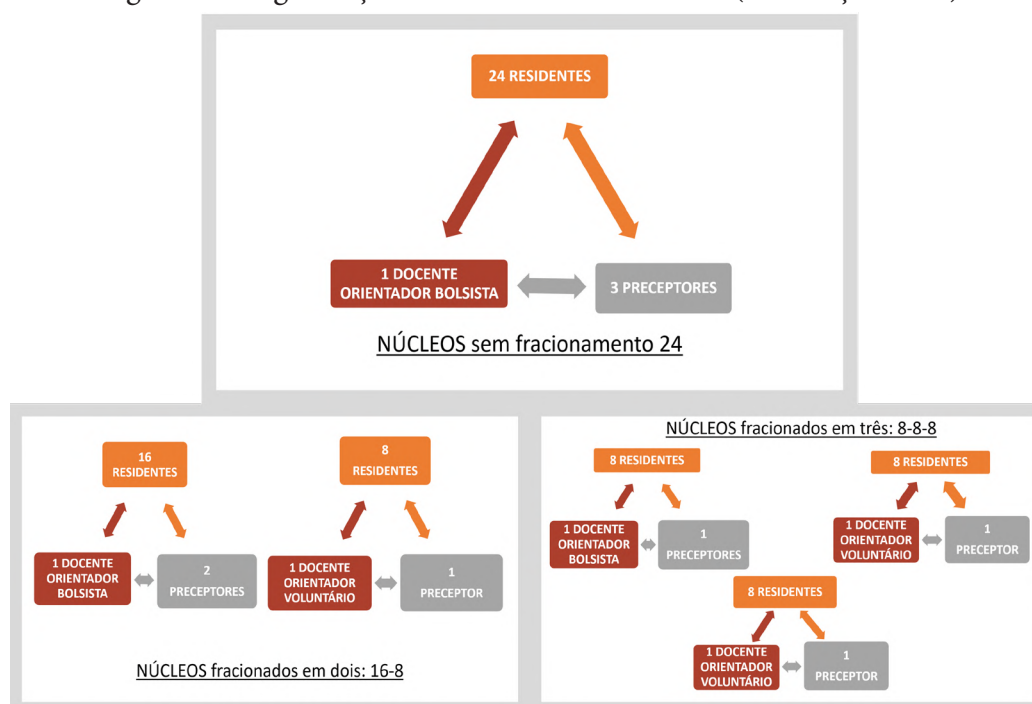 24 RESIDENTES
1 DOCENTE
ORIENTADOR BOLSISTA
3 PRECEPTORES
NÚCLEOS sem fracionamento 24
16
RESIDENTES
8
RESIDENTES
1 DOCENTE
ORIENTADOR
BOLSISTA
2
PRECEPTORES
1 DOCENTE
ORIENTADOR
VOLUNTÁRIO
1
PRECEPTOR
NÚCLEOS fracionados em dois: 16-8
NÚCLEOS fracionados em três: 8-8-8
8 RESIDENTES
8 RESIDENTES
1 DOCENTE
ORIENTADOR
BOLSISTA
1
PRECEPTORES
1 DOCENTE
ORIENTADOR
VOLUNTÁRIO
1
PRECEPTOR
8 RESIDENTES
1 DOCENTE
ORIENTADOR
VOLUNTÁRIO
1
PRECEPTOR